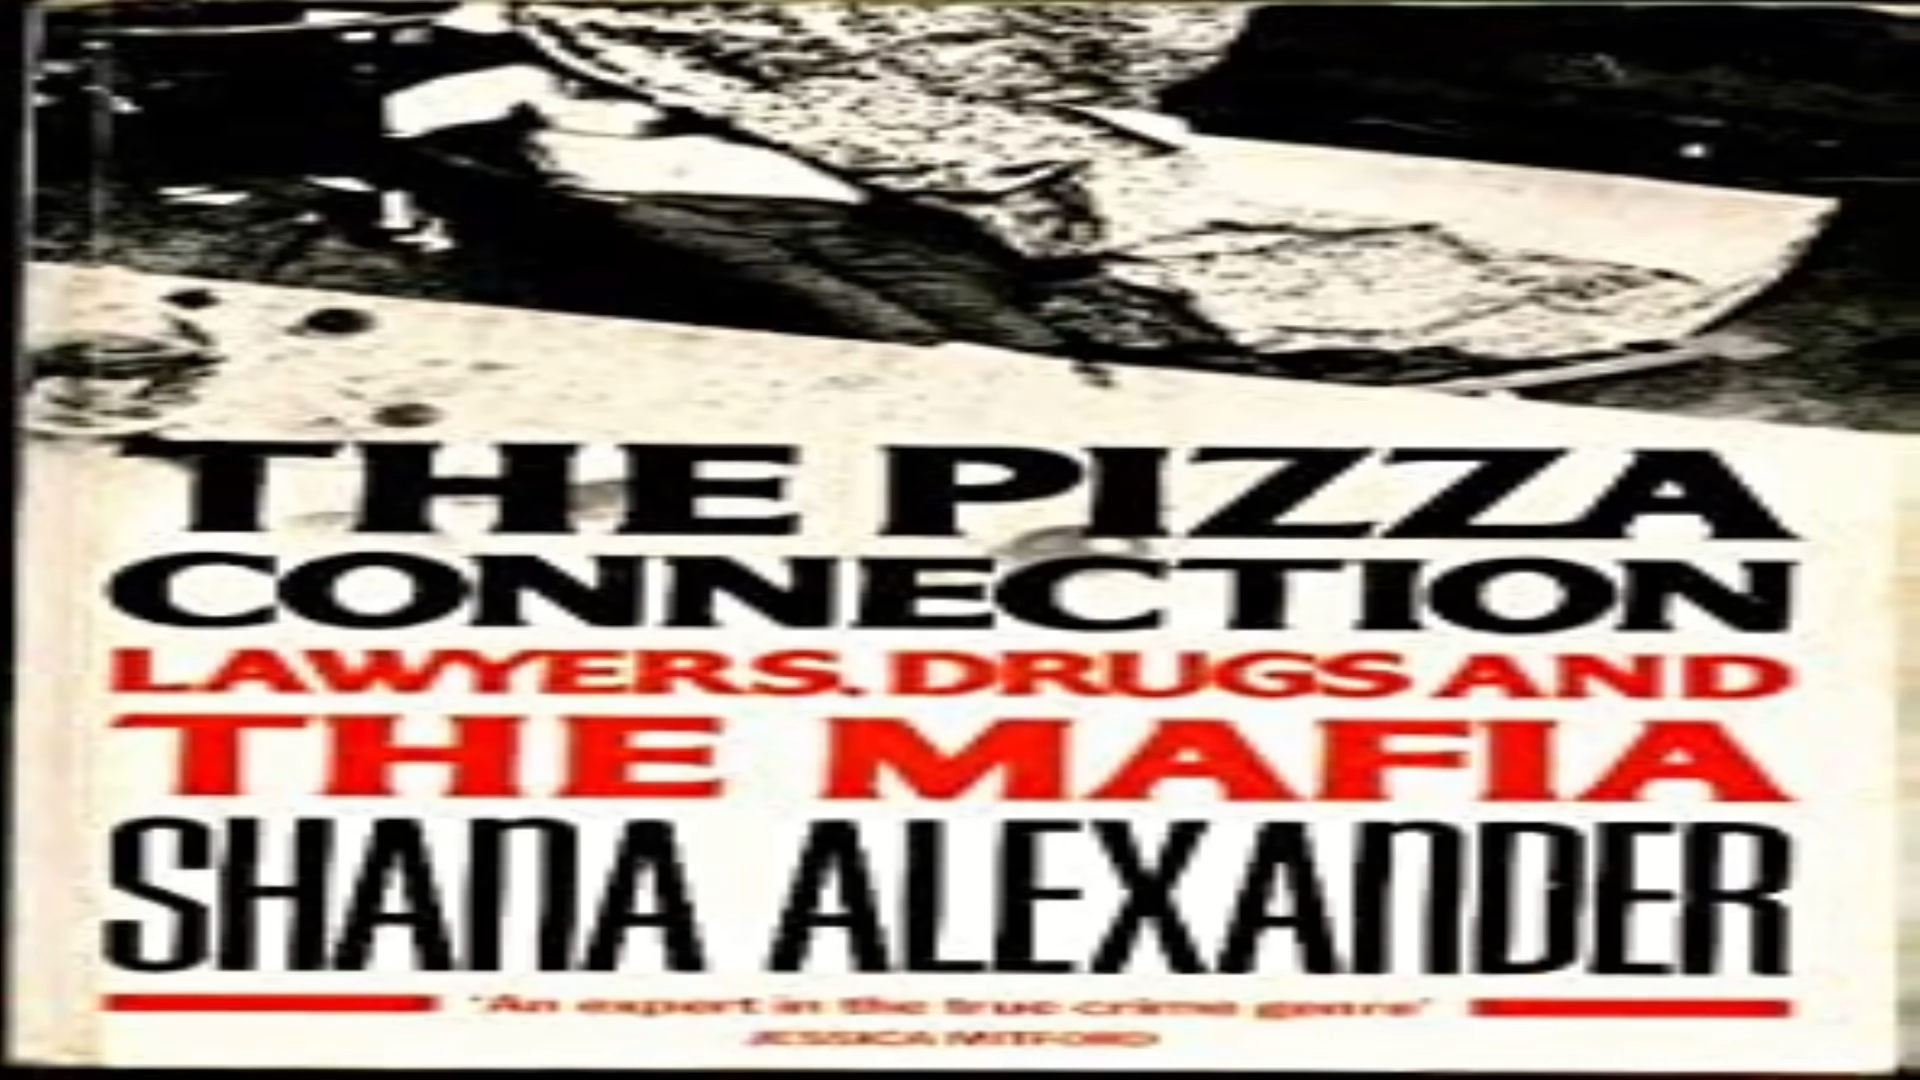 THE PIZZA
CONNECTION
LAWYERS, DRUGS AND
THE MAFIA
SHANA ALEXANDER
'An expert in the true crime genre'
JESSICA MITFORD